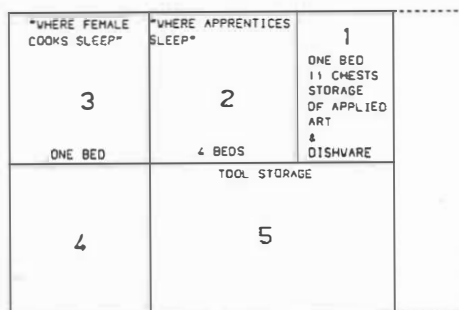 "WHERE FEMALE
COOKS SLEEP"
3
ONE BED
"WHERE APPRENTICES
SLEEP"
2
4 BEDS
1
ONE BED
11 CHESTS
STORAGE
OF APPLIED
ART
&
DISHWARE
4
TOOL STORAGE
5